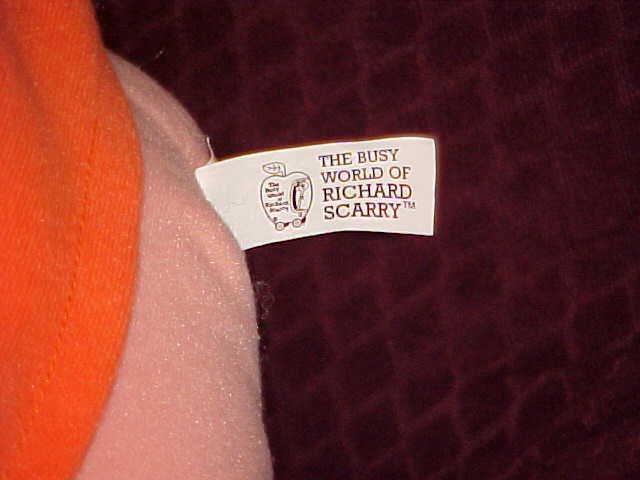 THE BUSY
WORLD OF
RICHARD
SCARRY™